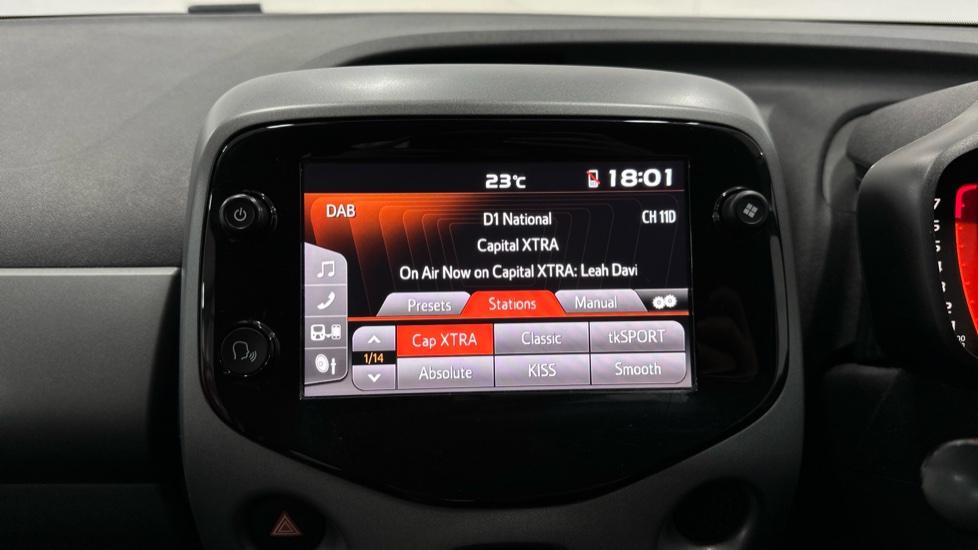 23°C 18:01
DAB
D1 National CH 11D
Capital XTRA
On Air Now on Capital XTRA: Leah Davi
Presets Stations Manual
Cap XTRA Classic tkSPORT
1/14
Absolute KISS Smooth